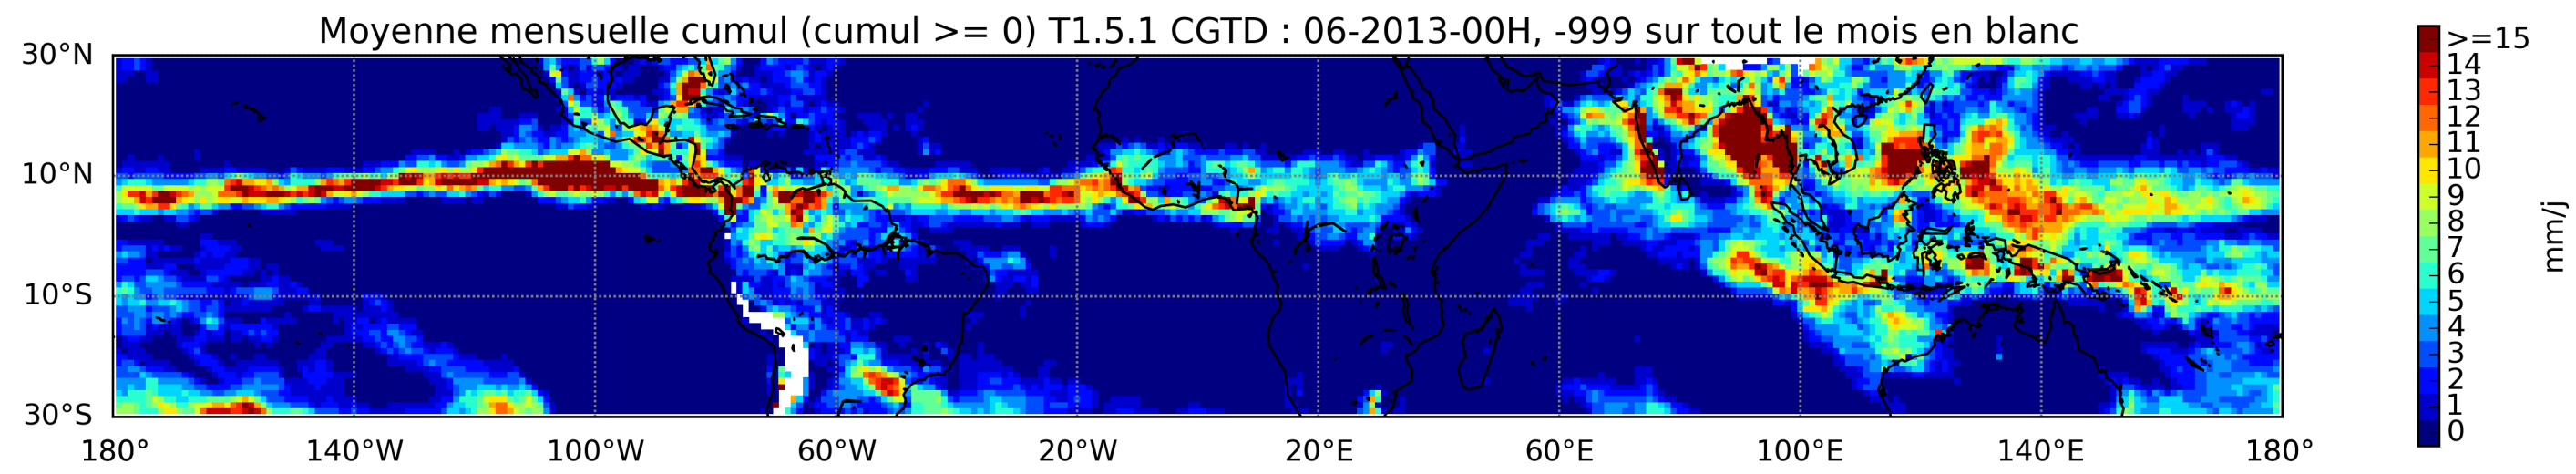 Moyenne mensuelle cumul (cumul >= 0) T1.5.1 CGTD : 06-2013-00H, -999 sur tout le mois en blanc
30°N
10°N
10°S
30°S
180° 140°W 100°W 60°W 20°W 20°E 60°E 100°E 140°E 180°
>=15
14
13
12
11
10
9
8
7
6
5
4
3
2
1
0
mm/j